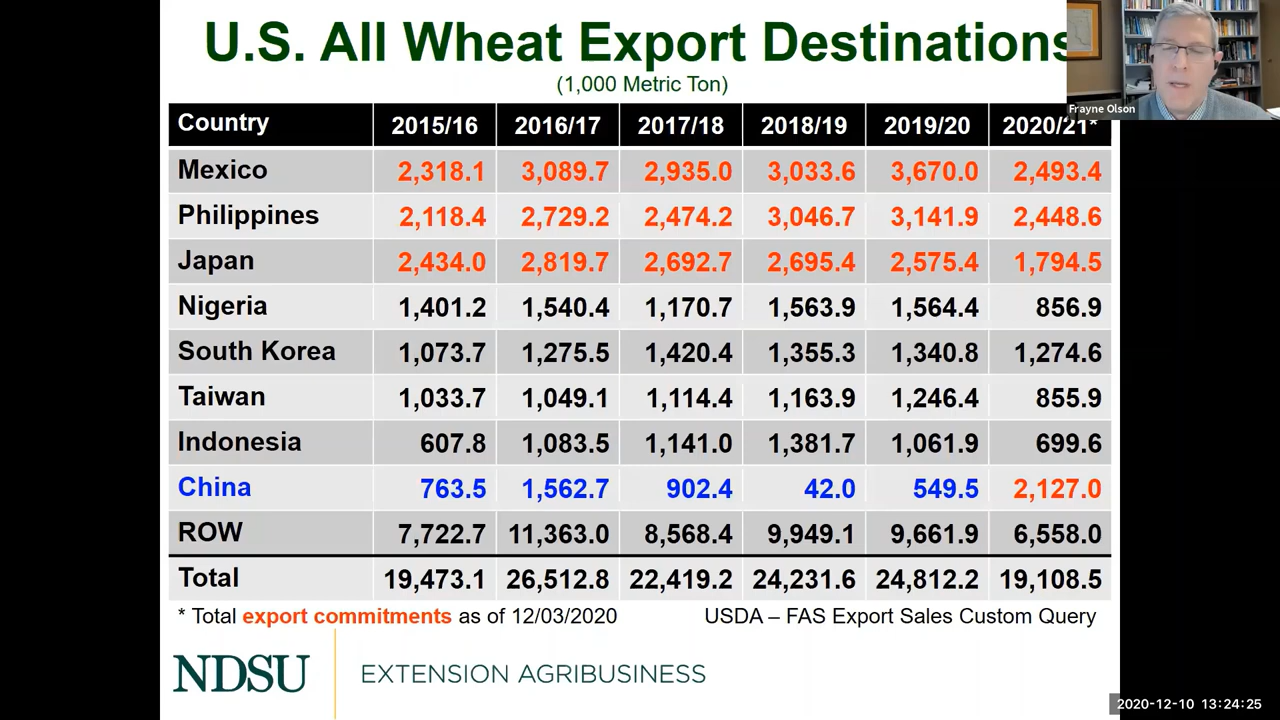 U.S. All Wheat Export Destinations
(1,000 Metric Ton)
Frayne Olson
Country 2015/16 2016/17 2017/18 2018/19 2019/20 2020/21*
Mexico 2,318.1 3,089.7 2,935.0 3,033.6 3,670.0 2,493.4
Philippines 2,118.4 2,729.2 2,474.2 3,046.7 3,141.9 2,448.6
Japan 2,434.0 2,819.7 2,692.7 2,695.4 2,575.4 1,794.5
Nigeria 1,401.2 1,540.4 1,170.7 1,563.9 1,564.4 856.9
South Korea 1,073.7 1,275.5 1,420.4 1,355.3 1,340.8 1,274.6
Taiwan 1,033.7 1,049.1 1,114.4 1,163.9 1,246.4 855.9
Indonesia 607.8 1,083.5 1,141.0 1,381.7 1,061.9 699.6
China 763.5 1,562.7 902.4 42.0 549.5 2,127.0
ROW 7,722.7 11,363.0 8,568.4 9,949.1 9,661.9 6,558.0
Total 19,473.1 26,512.8 22,419.2 24,231.6 24,812.2 19,108.5
* Total export commitments as of 12/03/2020 USDA – FAS Export Sales Custom Query
NDSU EXTENSION AGRIBUSINESS
2020-12-10 13:24:25